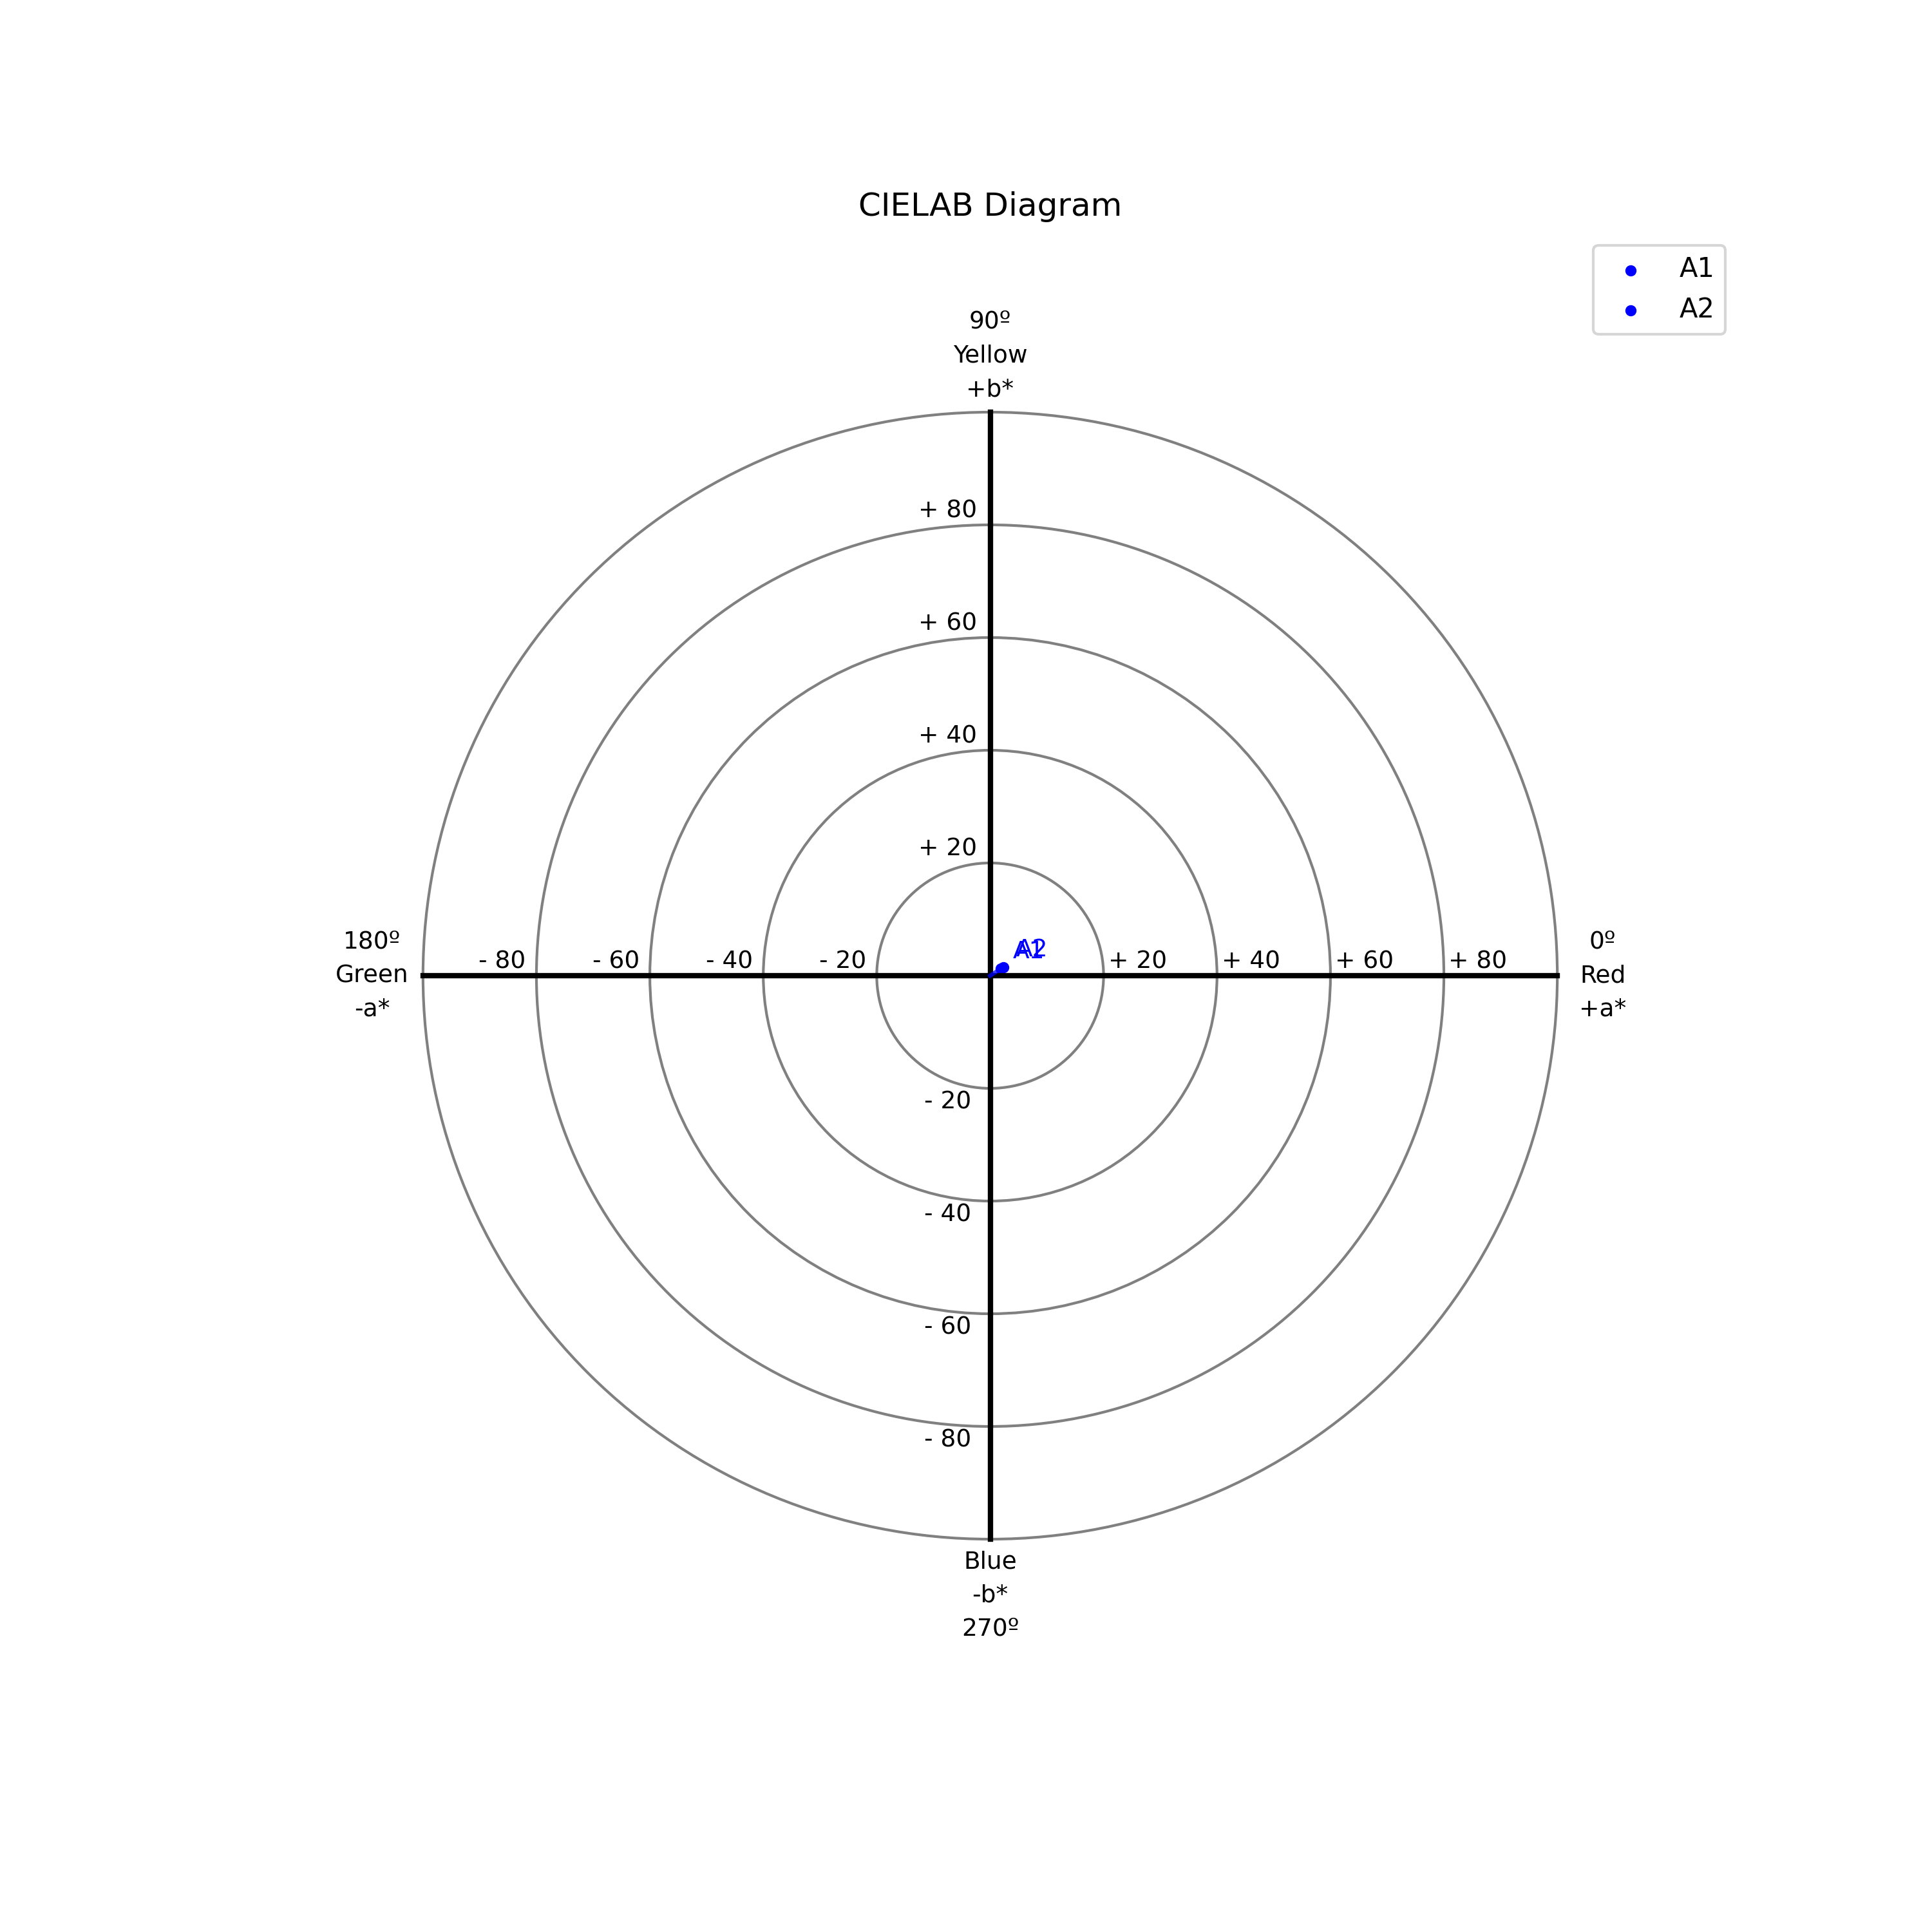 CIELAB Diagram
A1
A2
90º
Yellow
+b*
+ 80
+ 60
+ 40
+ 20
A1
A2
180º
Green
-a*
- 80 - 60 - 40 - 20 + 20 + 40 + 60 + 80
0º
Red
+a*
- 20
- 40
- 60
- 80
Blue
-b*
270º